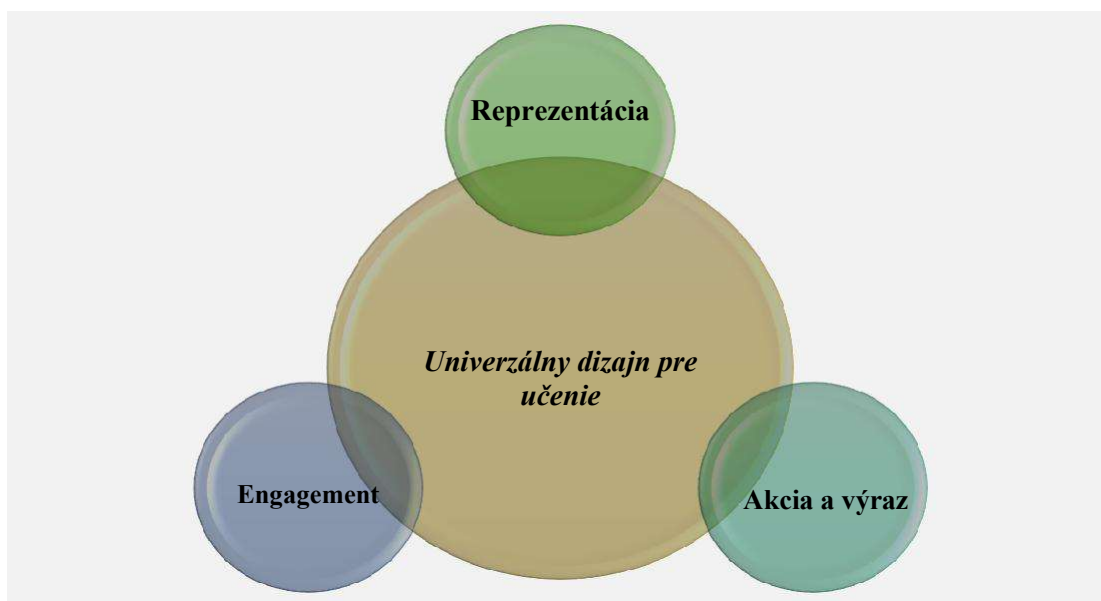 Reprezentácia
Univerzálny dizajn pre
učenie
Engagement
Akcia a výraz